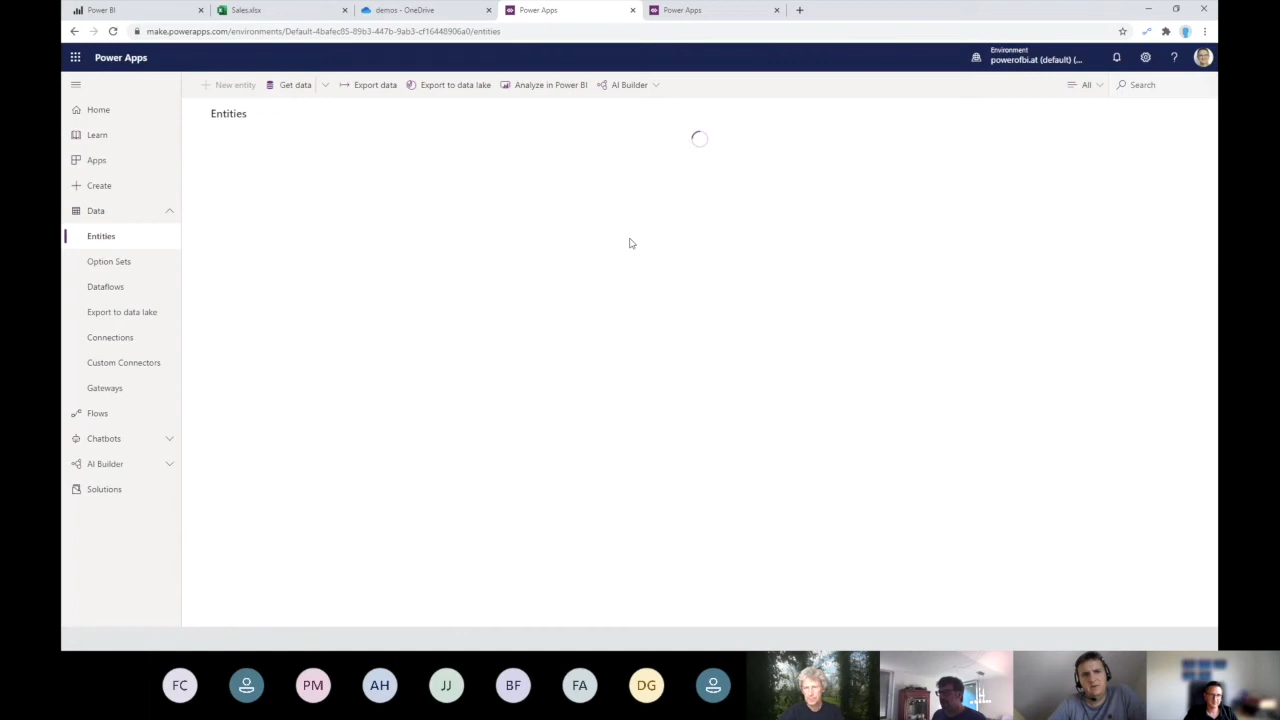 Power BI
Sales.xlsx
demos - OneDrive
Power Apps
Power Apps
make.powerapps.com/environments/Default-4bafec85-89b3-447b-9ab3-cf16448906a0/entities
Power Apps
Environment
powerofbi.at (default) (...
New entity
Get data
Export data
Export to data lake
Analyze in Power BI
AI Builder
All
Search
Entities
Home
Learn
Apps
Create
Data
Entities
Option Sets
Dataflows
Export to data lake
Connections
Custom Connectors
Gateways
Flows
Chatbots
AI Builder
Solutions
FC
PM
AH
JJ
BF
FA
DG